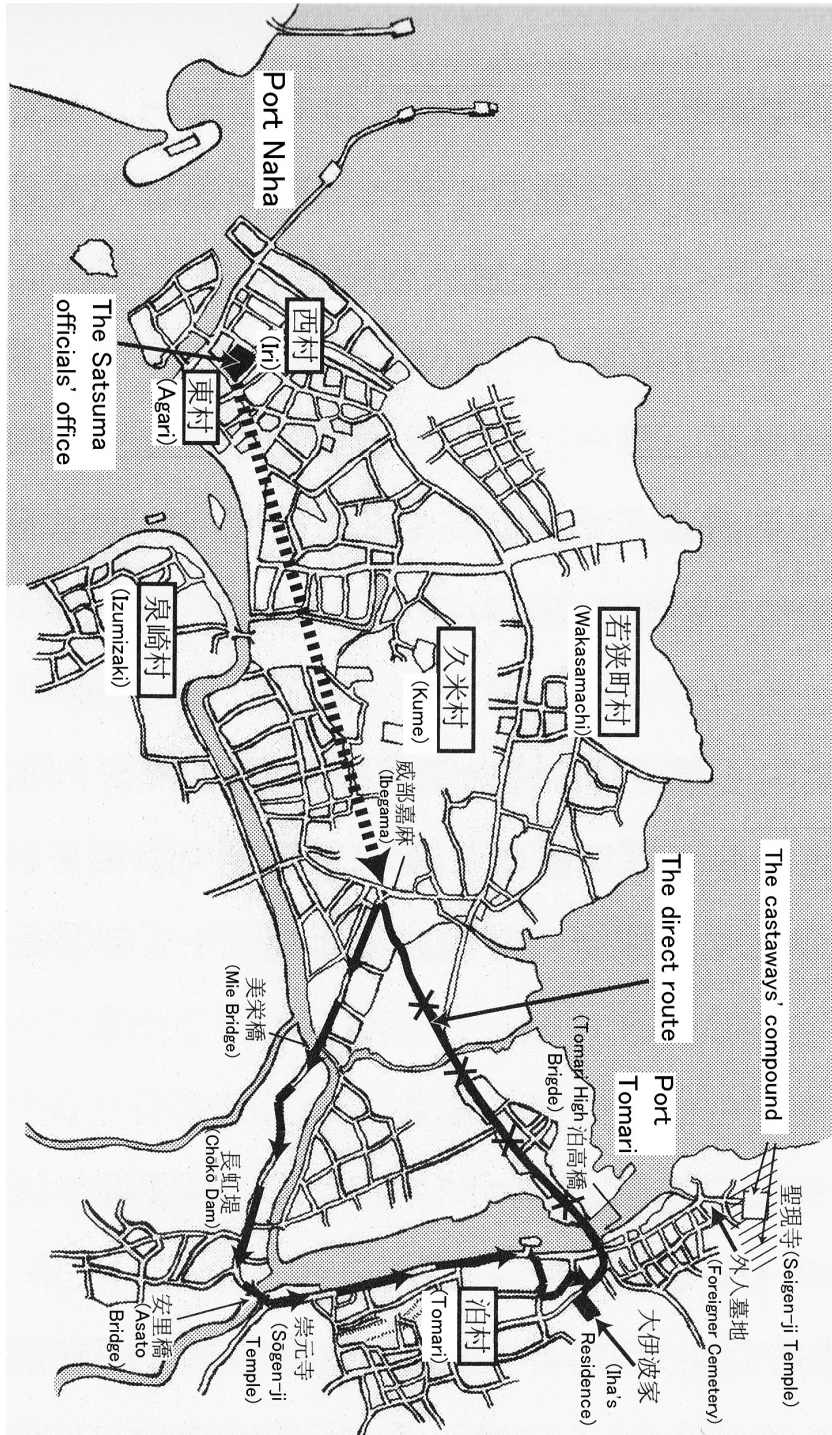 聖現寺(Seigen-ji Temple)
The castaways' compound
外人墓地
(Foreigner Cemetery)
The direct route
Port
Tomari
大伊波家
(Iha's
Residence)
若狭町村
(Wakasamachi)
(Tomari High 泊高橋
Brigde)
久米村
(Kume)
泊村
(Tomari)
威部嘉麻
(Ibegama)
西村
(Iri)
Port Naha
崇元寺
(Sōgen-ji
Temple)
美栄橋
(Mie Bridge)
長虹堤
(Chōkō Dam)
東村
(Agari)
泉崎村
(Izumizaki)
安里橋
(Asato
Bridge)
The Satsuma
officials' office